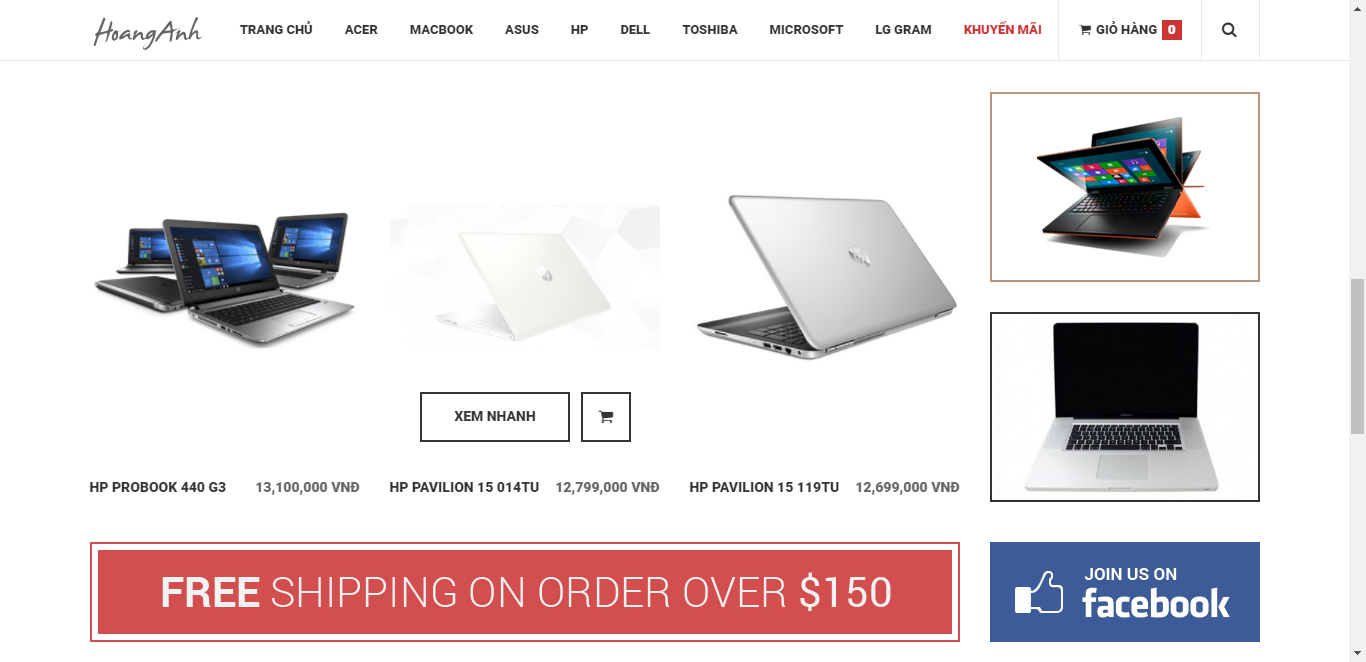 HoangAnh
TRANG CHỦ
ACER
MACBOOK
ASUS
HP
DELL
TOSHIBA
MICROSOFT
LG GRAM
KHUYẾN MÃI
GIỎ HÀNG 0
XEM NHANH
HP PROBOOK 440 G3 13,100,000 VNĐ
HP PAVILION 15 014TU 12,799,000 VNĐ
HP PAVILION 15 119TU 12,699,000 VNĐ
FREE SHIPPING ON ORDER OVER $150
JOIN US ON
facebook